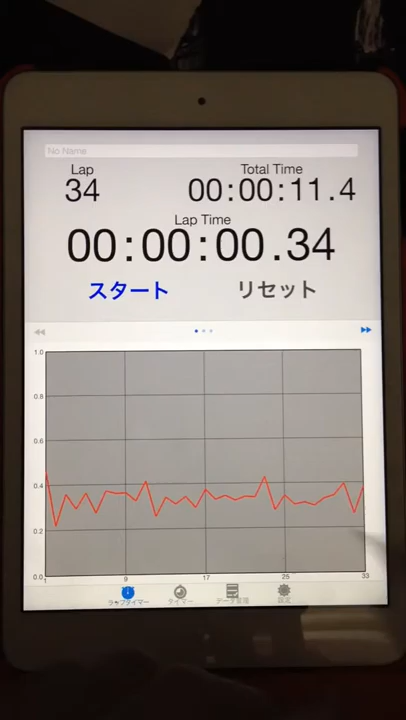 No Name
Lap
Total Time
34
00:00:11.4
Lap Time
00:00:00.34
スタート
リセット
1.0
0.8
0.6
0.4
0.2
0.0
1
9
17
25
33
ラップタイマー
タイマー
データ管理
設定